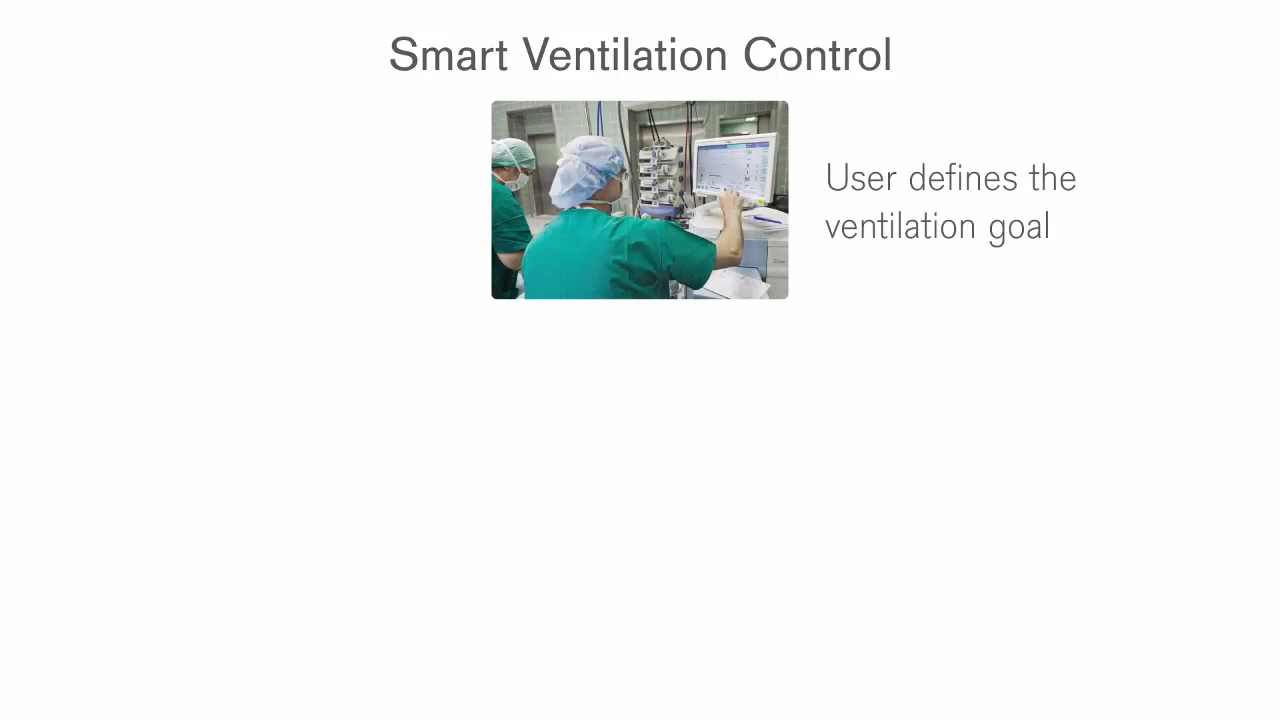 Smart Ventilation Control
User defines the
ventilation goal